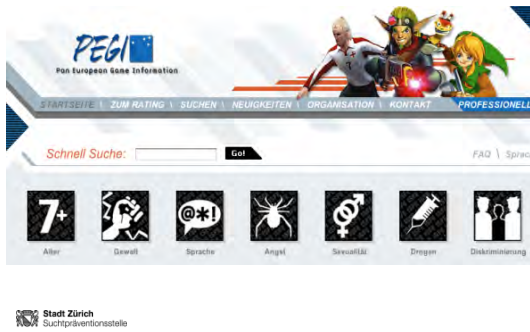 PEGI
Pan European Game Information
STARTSEITE \ ZUM RATING \ SUCHEN \ NEUIGKEITEN \ ORGANISATION \ KONTAKT PROFESSIONELL
Schnell Suche: Go! FAQ \ Sprac
7+ @*!
Alter Gewalt Sprache Angst Sexualität Drogen Diskriminierung
Stadt Zürich
Suchtpräventionsstelle